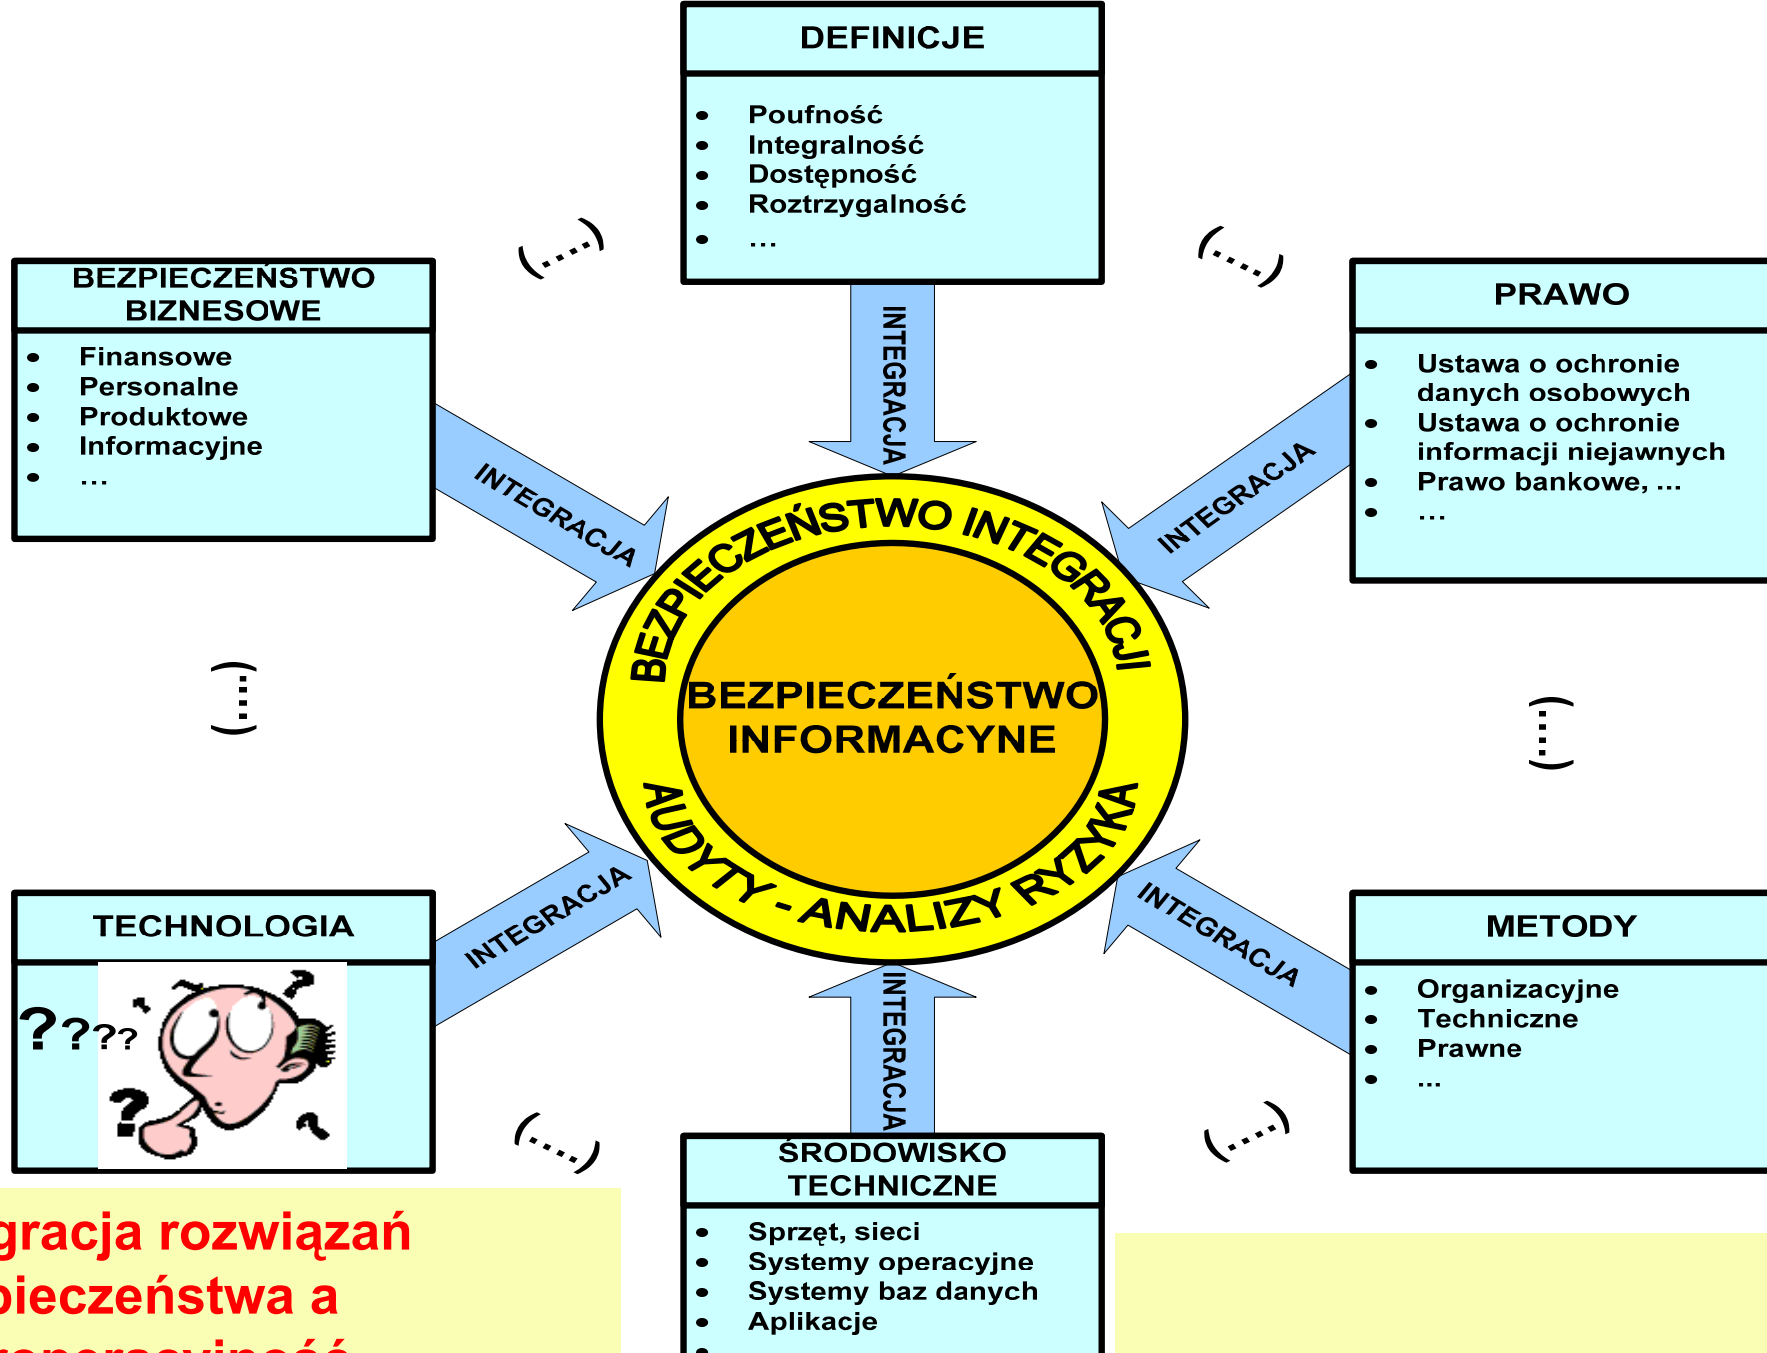 DEFINICJE
• Poufność
• Integralność
• Dostępność
• Roztrzygalność
• ...
(.....)
(.....)
BEZPIECZEŃSTWO
BIZNESOWE
• Finansowe
• Personalne
• Produktowe
• Informacyjne
• ...
PRAWO
• Ustawa o ochronie
danych osobowych
• Ustawa o ochronie
informacji niejawnych
• Prawo bankowe, ...
• ...
INTEGRACJA
INTEGRACJA
INTEGRACJA
BEZPIECZEŃSTWO INTEGRACJI
BEZPIECZEŃSTWO
INFORMACYNE
AUDYTY - ANALIZY RYZYKA
(.....)
(.....)
INTEGRACJA
INTEGRACJA
INTEGRACJA
TECHNOLOGIA
????
?
?
?
?
METODY
• Organizacyjne
• Techniczne
• Prawne
• ...
(.....)
(.....)
ŚRODOWISKO
TECHNICZNE
• Sprzęt, sieci
• Systemy operacyjne
• Systemy baz danych
• Aplikacje
gracja rozwiązań
pieczeństwa a